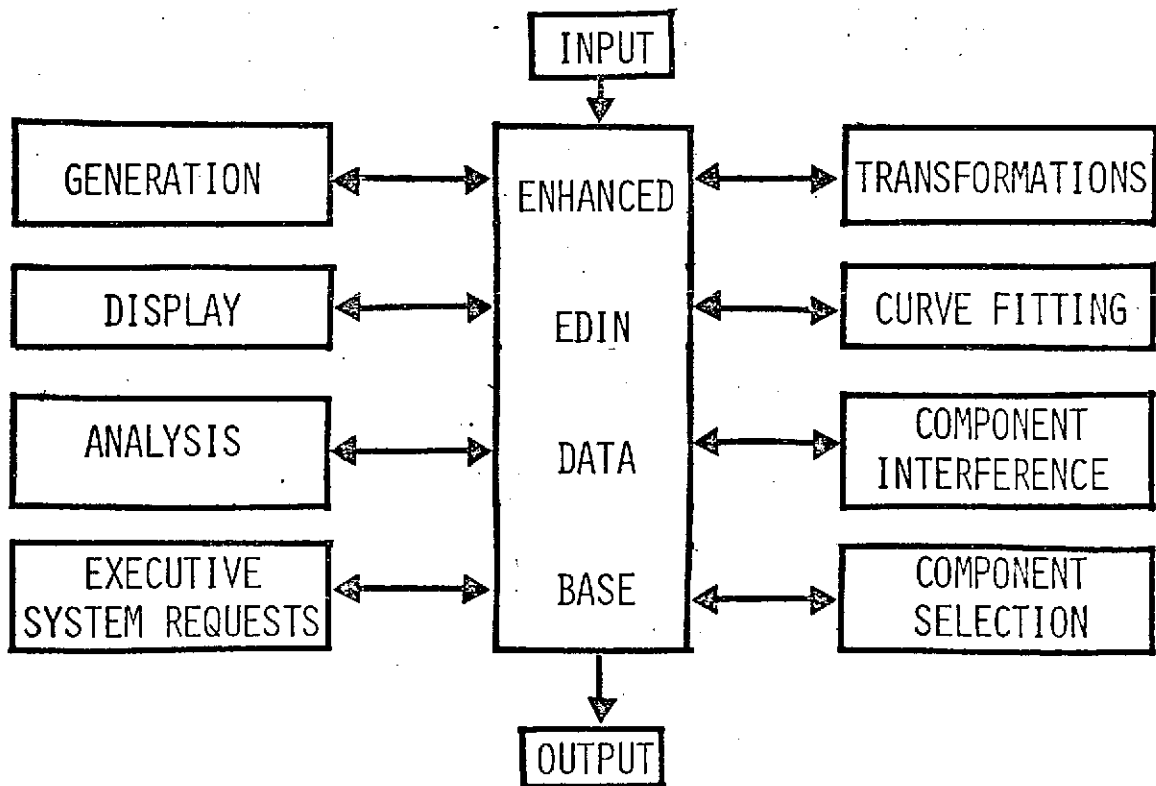 INPUT
GENERATION
DISPLAY
ANALYSIS
EXECUTIVE
SYSTEM REQUESTS
ENHANCED
EDIN
DATA
BASE
TRANSFORMATIONS
CURVE FITTING
COMPONENT
INTERFERENCE
COMPONENT
SELECTION
OUTPUT